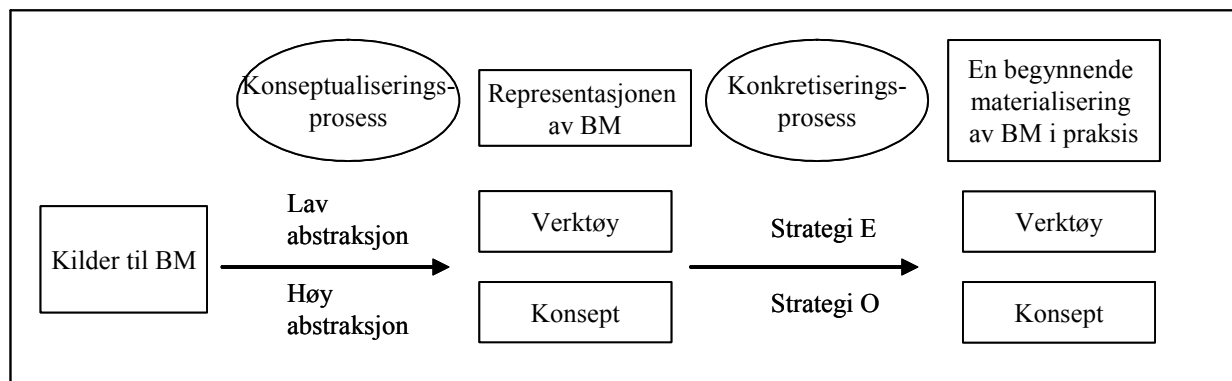 Konseptualiserings-
prosess
Representasjonen
av BM
Konkretiserings-
prosess
En begynnende
materialisering
av BM i praksis
Kilder til BM
Lav
abstraksjon
Høy
abstraksjon
Verktøy
Konsept
Strategi E
Strategi O
Verktøy
Konsept